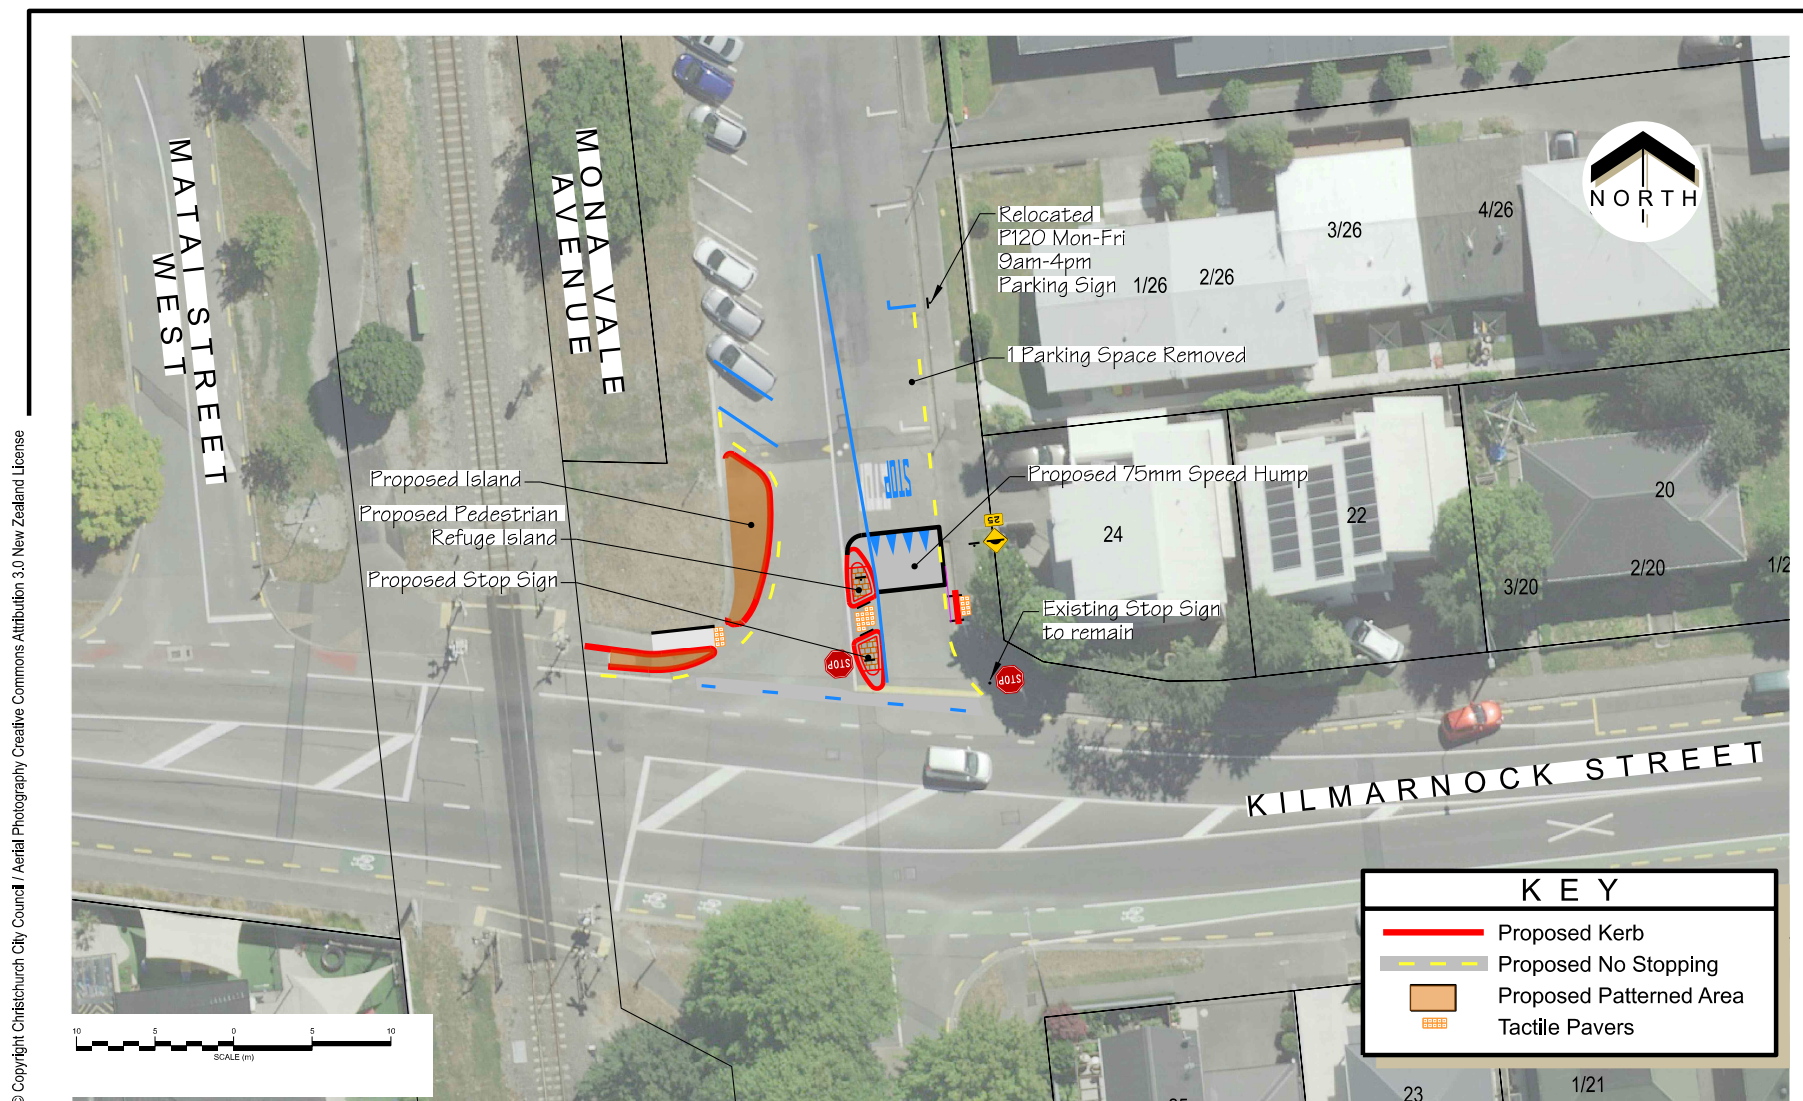 MATAI STREET
WEST
MONA VALE
AVENUE
NORTH
Relocated
P120 Mon-Fri
9am-4pm
Parking Sign
1/26
2/26
3/26
4/26
1 Parking Space Removed
Proposed Island
Proposed Pedestrian
Refuge Island
Proposed Stop Sign
STOP
Proposed 75mm Speed Hump
25
24
22
20
3/20
2/20
Existing Stop Sign
to remain
STOP
STOP
KILMARNOCK STREET
KEY
Proposed Kerb
Proposed No Stopping
Proposed Patterned Area
Tactile Pavers
10 5 0 5 10
SCALE (m)
23
1/21
© Copyright Christchurch City Council / Aerial Photography Creative Commons Attribution 3.0 New Zealand License